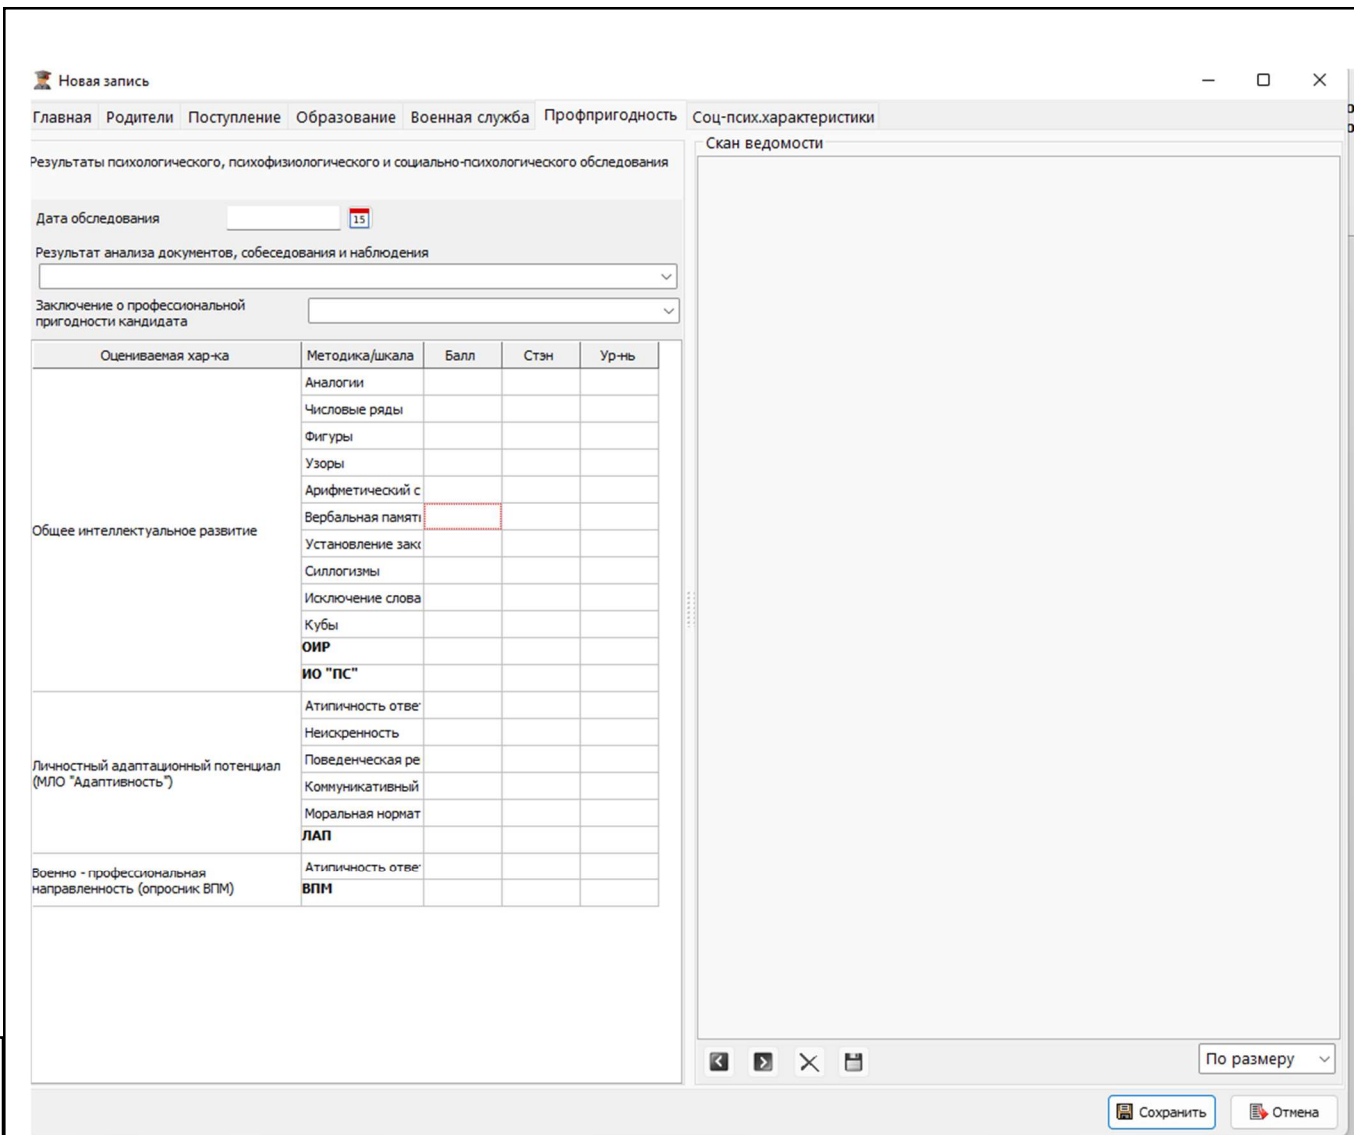 Новая запись
Главная Родители Поступление Образование Военная служба Профпригодность Соц-псих.характеристики
Результаты психологического, психофизиологического и социально-психологического обследования
Дата обследования 15
Результат анализа документов, собеседования и наблюдения
Заключение о профессиональной
пригодности кандидата
Оцениваемая хар-ка Методика/шкала Балл Стэн Ур-нь
Общее интеллектуальное развитие
Аналогии
Числовые ряды
Фигуры
Узоры
Арифметический с
Вербальная памят
Установление зак
Силлогизмы
Исключение слова
Кубы
ОИР
ИО "ПС"
Личностный адаптационный потенциал
(МЛО "Адаптивность")
Атипичность отве
Неискренность
Поведенческая ре
Коммуникативный
Моральная нормат
ЛАП
Военно - профессиональная
направленность (опросник ВПМ)
Атипичность отве
ВПМ
Скан ведомости
По размеру
Сохранить Отмена